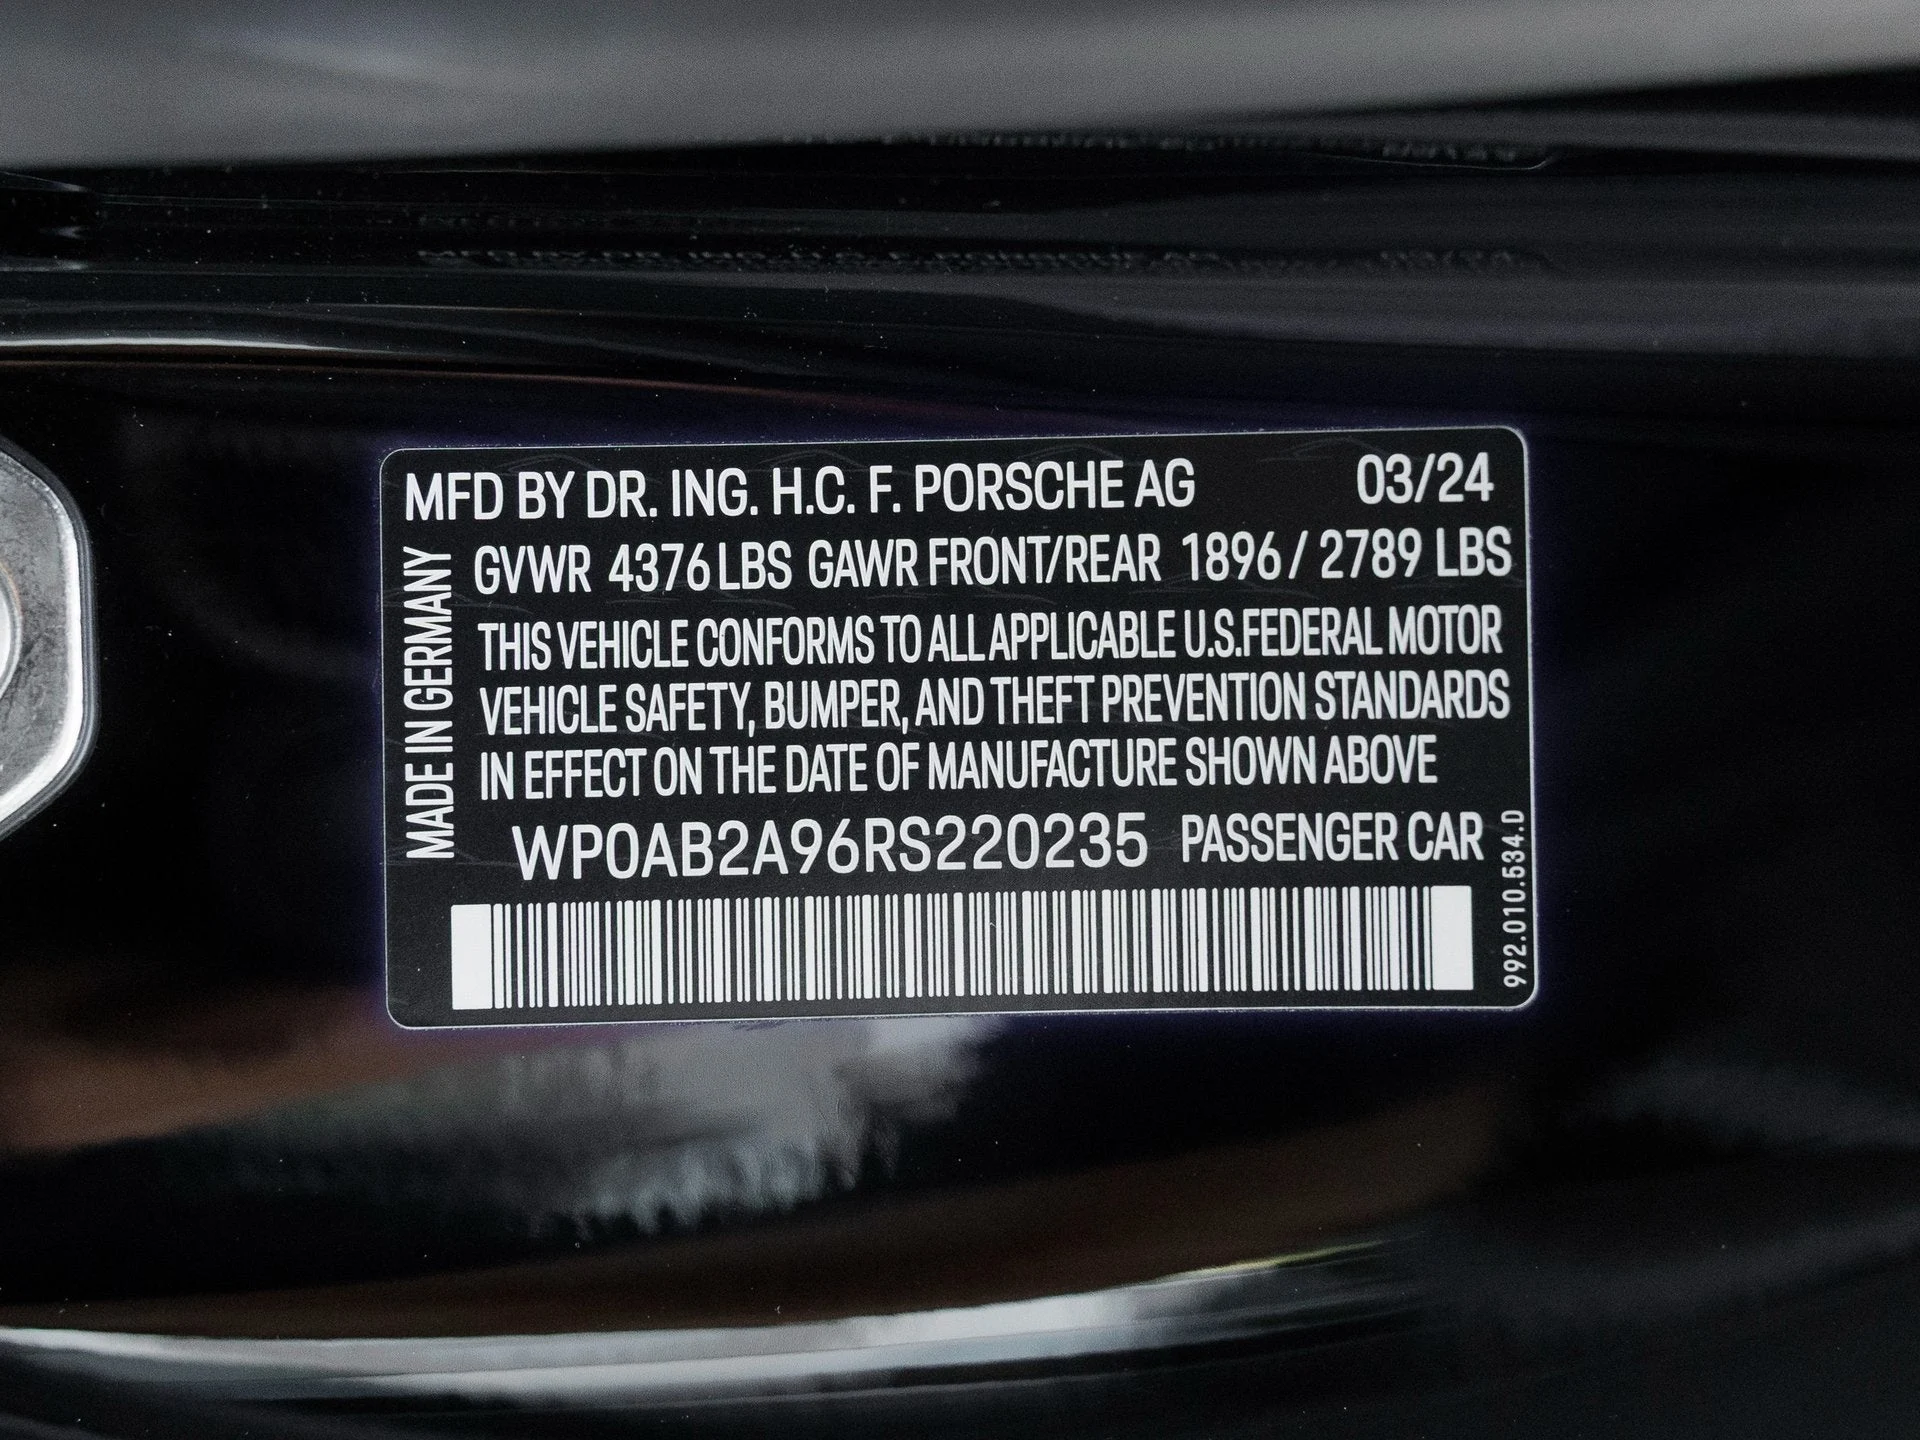 MFD BY DR. ING. H.C. F. PORSCHE AG 03/24
GVWR 4376 LBS GAWR FRONT/REAR 1896 / 2789 LBS
THIS VEHICLE CONFORMS TO ALL APPLICABLE U.S. FEDERAL MOTOR
VEHICLE SAFETY, BUMPER, AND THEFT PREVENTION STANDARDS
IN EFFECT ON THE DATE OF MANUFACTURE SHOWN ABOVE
WP0AB2A96RS220235 PASSENGER CAR
MADE IN GERMANY
992.010.534.D